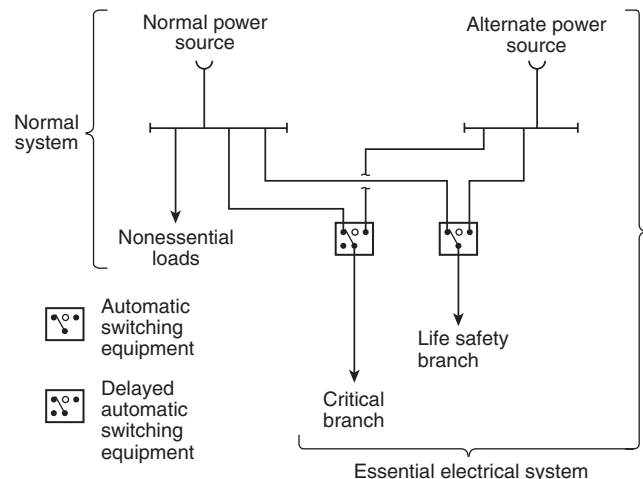 Normal power
source
Alternate power
source
Normal
system
Nonessential
loads
Automatic
switching
equipment
Life safety
branch
Delayed
automatic
switching
equipment
Critical
branch
Essential electrical system